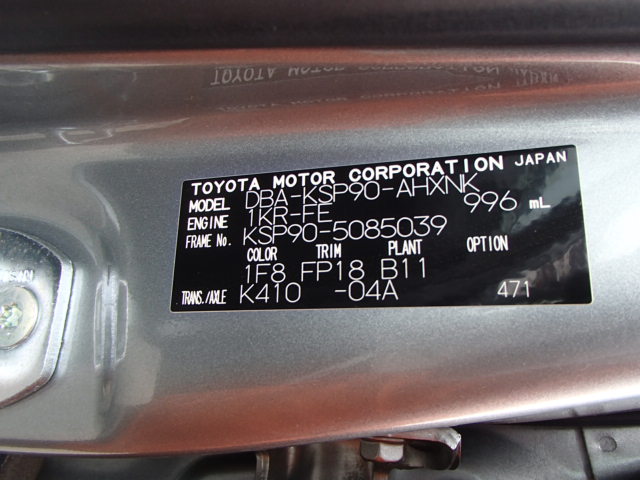 TOYOTA MOTOR CORPORATION JAPAN
MODEL DBA-KSP90-AHXNK
ENGINE 1KR-FE 996 mL
FRAME No. KSP90-5085039
COLOR TRIM PLANT OPTION
1F8 FP18 B11
TRANS./AXLE K410 -04A 471